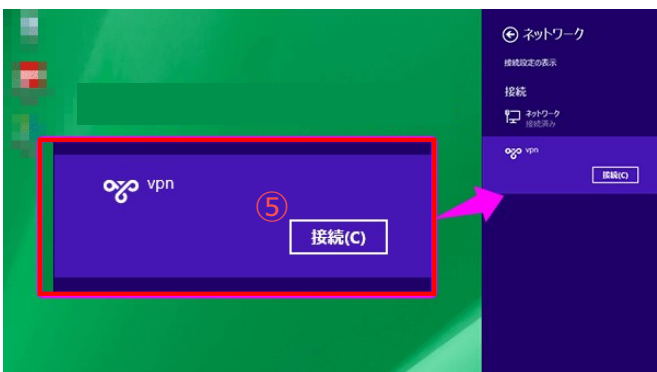 ネットワーク
接続設定の表示
接続
ネットワーク
接続済み
vpn
接続(C)
vpn
⑤
接続(C)